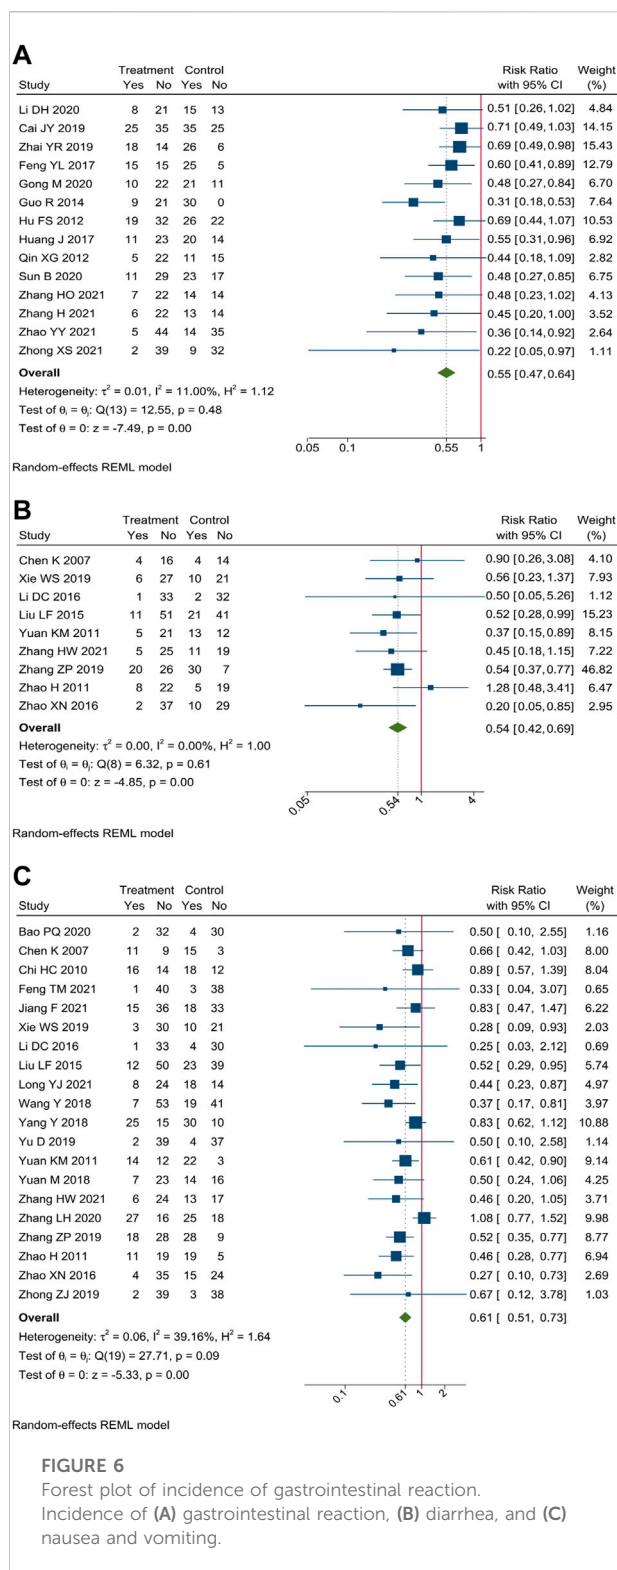 A
Treatment Control Risk Ratio Weight
Study Yes No Yes No with 95% CI (%)
Li DH 2020 8 21 15 13 0.51 [0.26, 1.02] 4.84
Cai JY 2019 25 35 35 25 0.71 [0.49, 1.03] 14.15
Zhai YR 2019 18 14 26 6 0.69 [0.49, 0.98] 15.43
Feng YL 2017 15 15 25 5 0.60 [0.41, 0.89] 12.79
Gong M 2020 10 22 21 11 0.48 [0.27, 0.84] 6.70
Guo R 2014 9 21 30 0 0.31 [0.18, 0.53] 7.64
Hu FS 2012 19 32 26 22 0.69 [0.44, 1.07] 10.53
Huang J 2017 11 23 20 14 0.55 [0.31, 0.96] 6.92
Qin XG 2012 5 22 11 15 0.44 [0.18, 1.09] 2.82
Sun B 2020 11 29 23 17 0.48 [0.27, 0.85] 6.75
Zhang HO 2021 7 22 14 14 0.48 [0.23, 1.02] 4.13
Zhang H 2021 6 22 13 14 0.45 [0.20, 1.00] 3.52
Zhao YY 2021 5 44 14 35 0.36 [0.14, 0.92] 2.64
Zhong XS 2021 2 39 9 32 0.22 [0.05, 0.97] 1.11
Overall 0.55 [0.47, 0.64]
Heterogeneity: τ² = 0.01, I² = 11.00%, H² = 1.12
Test of θi = θj: Q(13) = 12.55, p = 0.48
Test of θ = 0: z = -7.49, p = 0.00
0.05 0.1 0.55 1
Random-effects REML model
B
Treatment Control Risk Ratio Weight
Study Yes No Yes No with 95% CI (%)
Chen K 2007 4 16 4 14 0.90 [0.26, 3.08] 4.10
Xie WS 2019 6 27 10 21 0.56 [0.23, 1.37] 7.93
Li DC 2016 1 33 2 32 0.50 [0.05, 5.26] 1.14
Liu LF 2015 11 51 21 41 0.52 [0.28, 0.99] 15.23
Yuan KM 2011 5 21 13 12 0.37 [0.15, 0.89] 8.15
Zhang HW 2021 5 25 11 19 0.45 [0.18, 1.15] 7.22
Zhang ZP 2019 20 26 30 7 0.54 [0.37, 0.77] 46.82
Zhao H 2011 8 22 5 19 1.28 [0.48, 3.41] 6.47
Zhao XN 2016 2 37 10 29 0.20 [0.05, 0.85] 2.95
Overall 0.54 [0.42, 0.69]
Heterogeneity: τ² = 0.00, I² = 0.00%, H² = 1.00
Test of θi = θj: Q(8) = 6.32, p = 0.61
Test of θ = 0: z = -4.85, p = 0.00
0.05 0.54 1 4
Random-effects REML model
C
Treatment Control Risk Ratio Weight
Study Yes No Yes No with 95% CI (%)
Bao PQ 2020 2 32 4 30 0.50 [ 0.10, 2.55] 1.16
Chen K 2007 11 9 15 3 0.66 [ 0.42, 1.03] 8.00
Chi HC 2010 16 14 18 12 0.89 [ 0.57, 1.39] 8.04
Feng TM 2021 1 40 3 38 0.33 [ 0.04, 3.07] 0.65
Jiang F 2021 15 36 18 33 0.83 [ 0.47, 1.47] 6.22
Xie WS 2019 3 30 10 21 0.28 [ 0.09, 0.93] 2.03
Li DC 2016 1 33 4 30 0.25 [ 0.03, 2.12] 0.69
Liu LF 2015 12 50 23 39 0.52 [ 0.29, 0.95] 5.74
Long YJ 2021 8 24 18 14 0.44 [ 0.23, 0.87] 4.97
Wang Y 2018 7 53 19 41 0.37 [ 0.17, 0.81] 3.97
Yang Y 2018 25 15 30 10 0.83 [ 0.62, 1.12] 10.88
Yu D 2019 2 39 4 37 0.50 [ 0.10, 2.58] 1.14
Yuan KM 2011 14 12 22 3 0.61 [ 0.42, 0.90] 9.14
Yuan M 2018 7 23 14 16 0.50 [ 0.24, 1.06] 4.25
Zhang HW 2021 6 24 13 17 0.46 [ 0.20, 1.05] 3.71
Zhang LH 2020 27 16 25 18 1.08 [ 0.77, 1.52] 9.98
Zhang ZP 2019 18 28 28 9 0.52 [ 0.35, 0.77] 8.77
Zhao H 2011 11 19 19 5 0.46 [ 0.28, 0.77] 6.94
Zhao XN 2016 4 35 15 24 0.27 [ 0.10, 0.73] 2.69
Zhong ZJ 2019 2 39 3 38 0.67 [ 0.12, 3.78] 1.03
Overall 0.61 [ 0.51, 0.73]
Heterogeneity: τ² = 0.06, I² = 39.16%, H² = 1.64
Test of θi = θj: Q(19) = 27.71, p = 0.09
Test of θ = 0: z = -5.33, p = 0.00
0.1 0.61 1 2
Random-effects REML model
FIGURE 6
Forest plot of incidence of gastrointestinal reaction.
Incidence of (A) gastrointestinal reaction, (B) diarrhea, and (C)
nausea and vomiting.